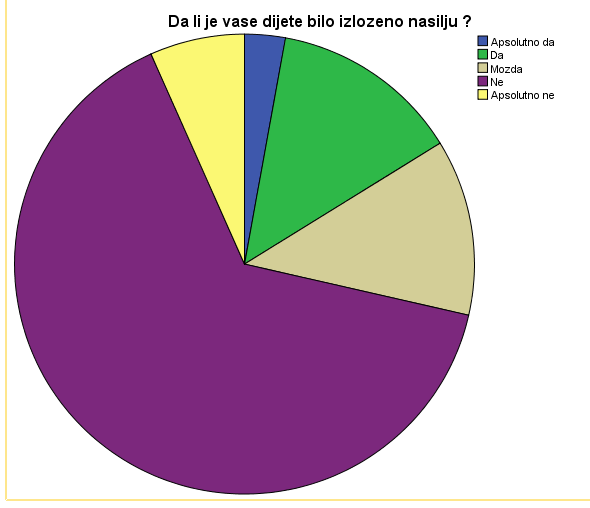 Da li je vase dijete bilo izlozeno nasilju ?
Apsolutno da
Da
Mozda
Ne
Apsolutno ne